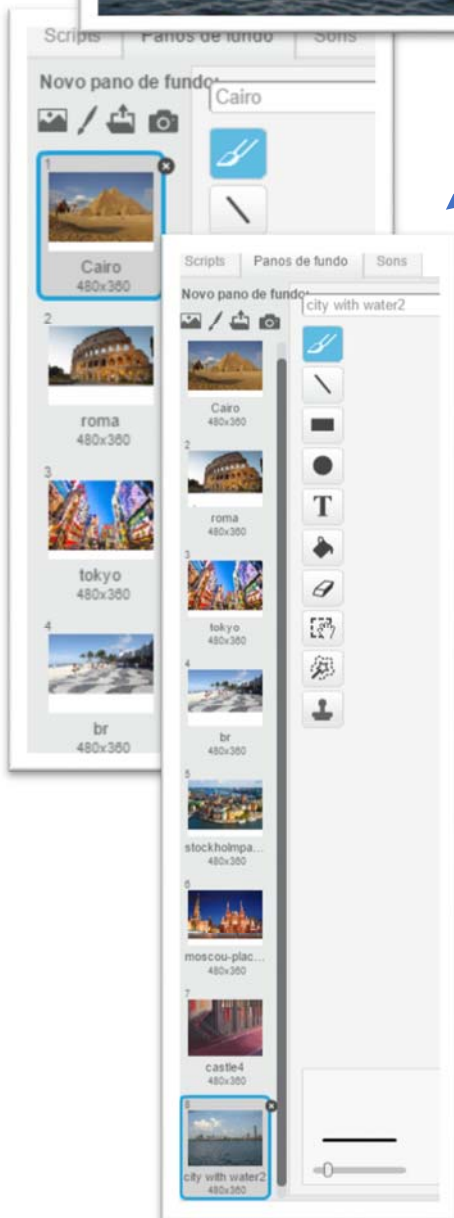 Scripts Panos de fundo Sons
Novo pano de fundo:
Cairo
1
Cairo
480x360
2
roma
480x360
3
tokyo
480x360
4
br
480x360
Scripts Panos de fundo Sons
Novo pano de fundo:
city with water2
Cairo
480x360
2
roma
480x360
3
tokyo
480x360
4
br
480x360
5
stockholmpa...
480x360
6
moscou-plac...
480x360
7
castle4
480x360
8
city with water2
480x360
T